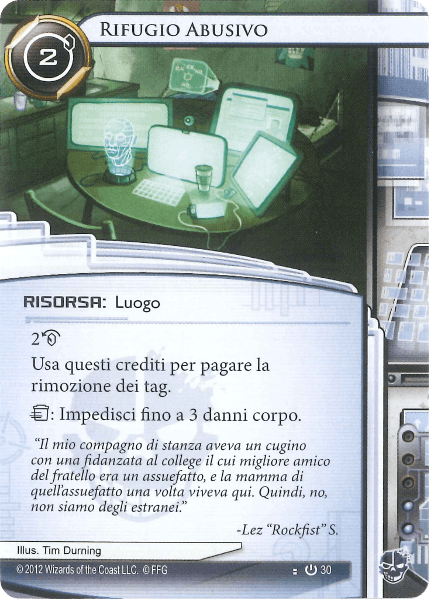 RIFUGIO ABUSIVO
2
RISORSA: Luogo
2
Usa questi crediti per pagare la
rimozione dei tag.
: Impedisci fino a 3 danni corpo.
“Il mio compagno di stanza aveva un cugino
con una fidanzata al college il cui migliore amico
del fratello era un assuefatto, e la mamma di
quell’assuefatto una volta viveva qui. Quindi, no,
non siamo degli estranei.”
-Lez “Rockfist” S.
Illus. Tim Durning
© 2012 Wizards of the Coast LLC. © FFG
30